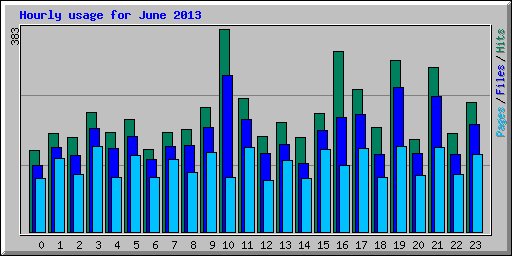 Hourly usage for June 2013
383
Pages / Files / Hits
0 1 2 3 4 5 6 7 8 9 10 11 12 13 14 15 16 17 18 19 20 21 22 23